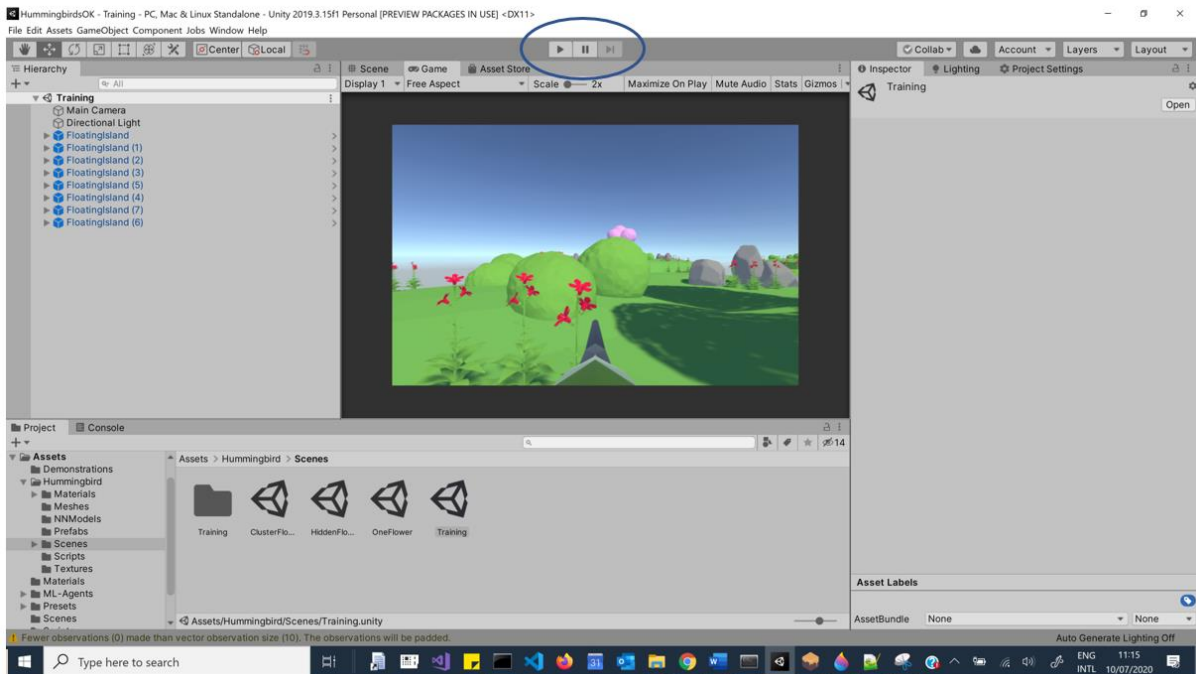 HummingbirdsOK - Training - PC, Mac & Linux Standalone - Unity 2019.3.15f1 Personal [PREVIEW PACKAGES IN USE] <DX11>
File Edit Assets GameObject Component Jobs Window Help
Center Local Collab Account Layers Layout
Hierarchy Scene Game Asset Store Inspector Lighting Project Settings
All Display 1 Free Aspect Scale 2x Maximize On Play Mute Audio Stats Gizmos Training
Open
Training
Main Camera
Directional Light
FloatingIsland
FloatingIsland (1)
FloatingIsland (2)
FloatingIsland (3)
FloatingIsland (5)
FloatingIsland (4)
FloatingIsland (7)
FloatingIsland (6)
Project Console
14
Assets
Demonstrations
Hummingbird
Materials
Meshes
NNModels
Prefabs
Scenes
Scripts
Textures
Materials
ML-Agents
Presets
Scenes
Assets > Hummingbird > Scenes
Training ClusterFlo... HiddenFlo... OneFlower Training
Assets/Hummingbird/Scenes/Training.unity
Asset Labels
AssetBundle None None
Fewer observations (0) made than vector observation size (10). The observations will be padded. Auto Generate Lighting Off
Type here to search
ENG 11:15
INTL 10/07/2020